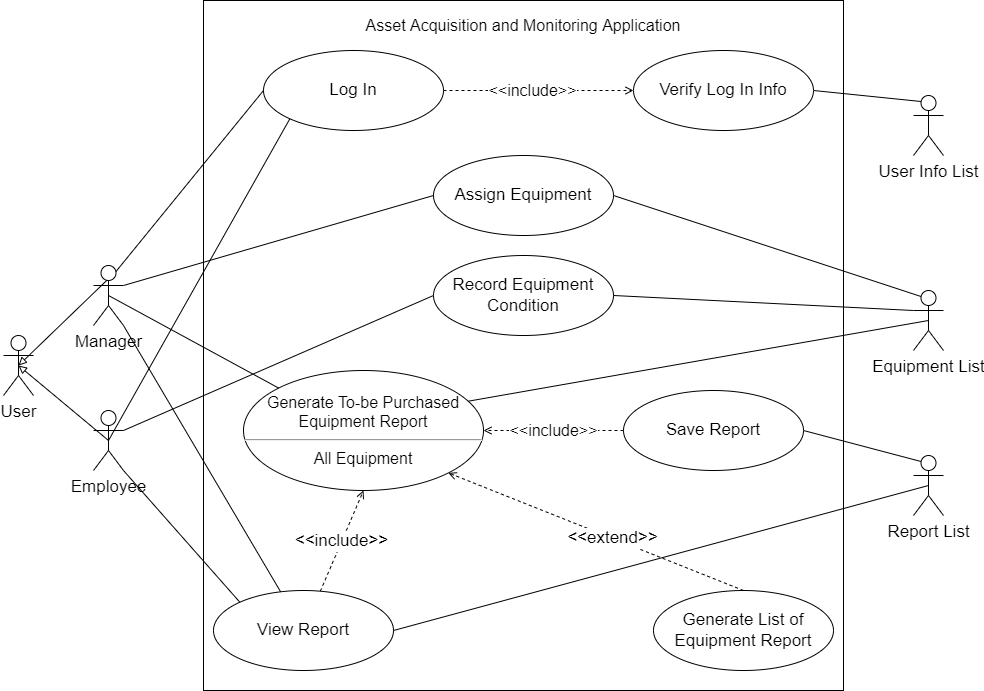 Asset Acquisition and Monitoring Application
Log In
<<include>>
Verify Log In Info
User Info List
Assign Equipment
Record Equipment
Condition
Manager
User
Equipment List
Generate To-be Purchased
Equipment Report
All Equipment
<<include>>
Save Report
Employee
Report List
<<include>>
<<extend>>
View Report
Generate List of
Equipment Report